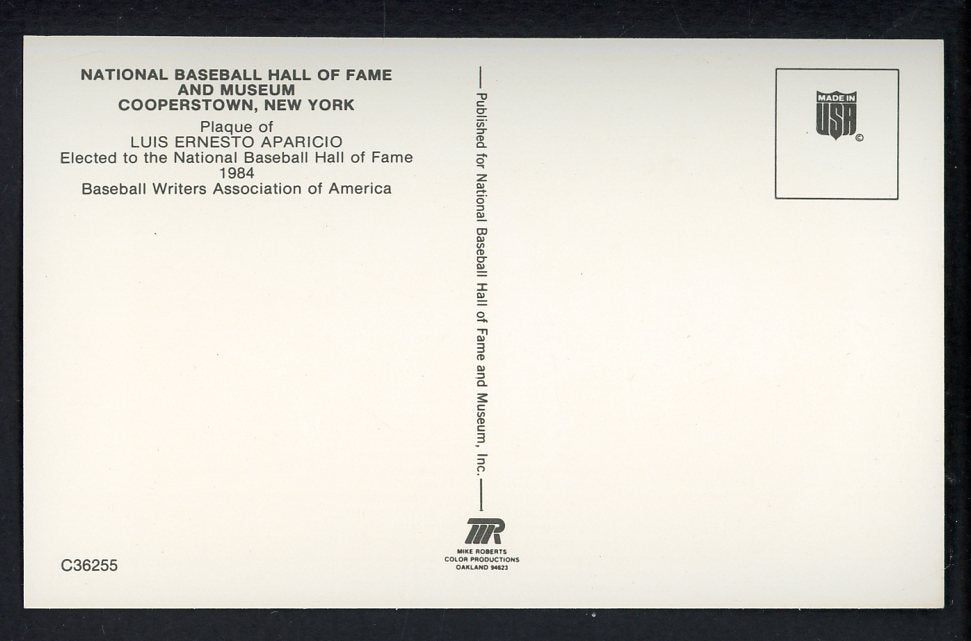 NATIONAL BASEBALL HALL OF FAME
AND MUSEUM
COOPERSTOWN, NEW YORK
Plaque of
LUIS ERNESTO APARICIO
Elected to the National Baseball Hall of Fame
1984
Baseball Writers Association of America
C36255
Published for National Baseball Hall of Fame and Museum, Inc.
MR
MIKE ROBERTS
COLOR PRODUCTIONS
OAKLAND 94623
MADE IN
USA
©